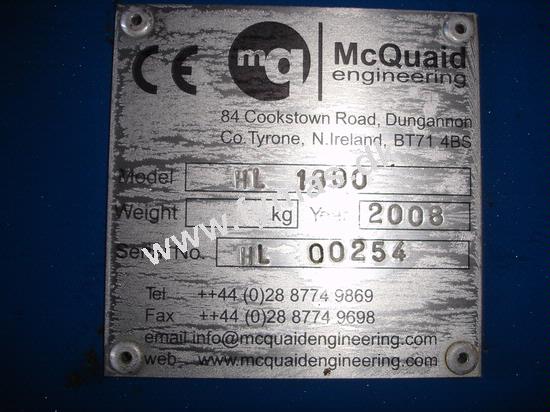 CE mq McQuaid
engineering
84 Cookstown Road, Dungannon
Co.Tyrone, N.Ireland, BT71 4BS
Model HL
Weight kg Year 2008
Serial No. HL 00254
Tel ++44 (0)28 8774 9869
Fax ++44 (0)28 8774 9698
email info@mcquaidengineering.com
web www.mcquaidengineering.com